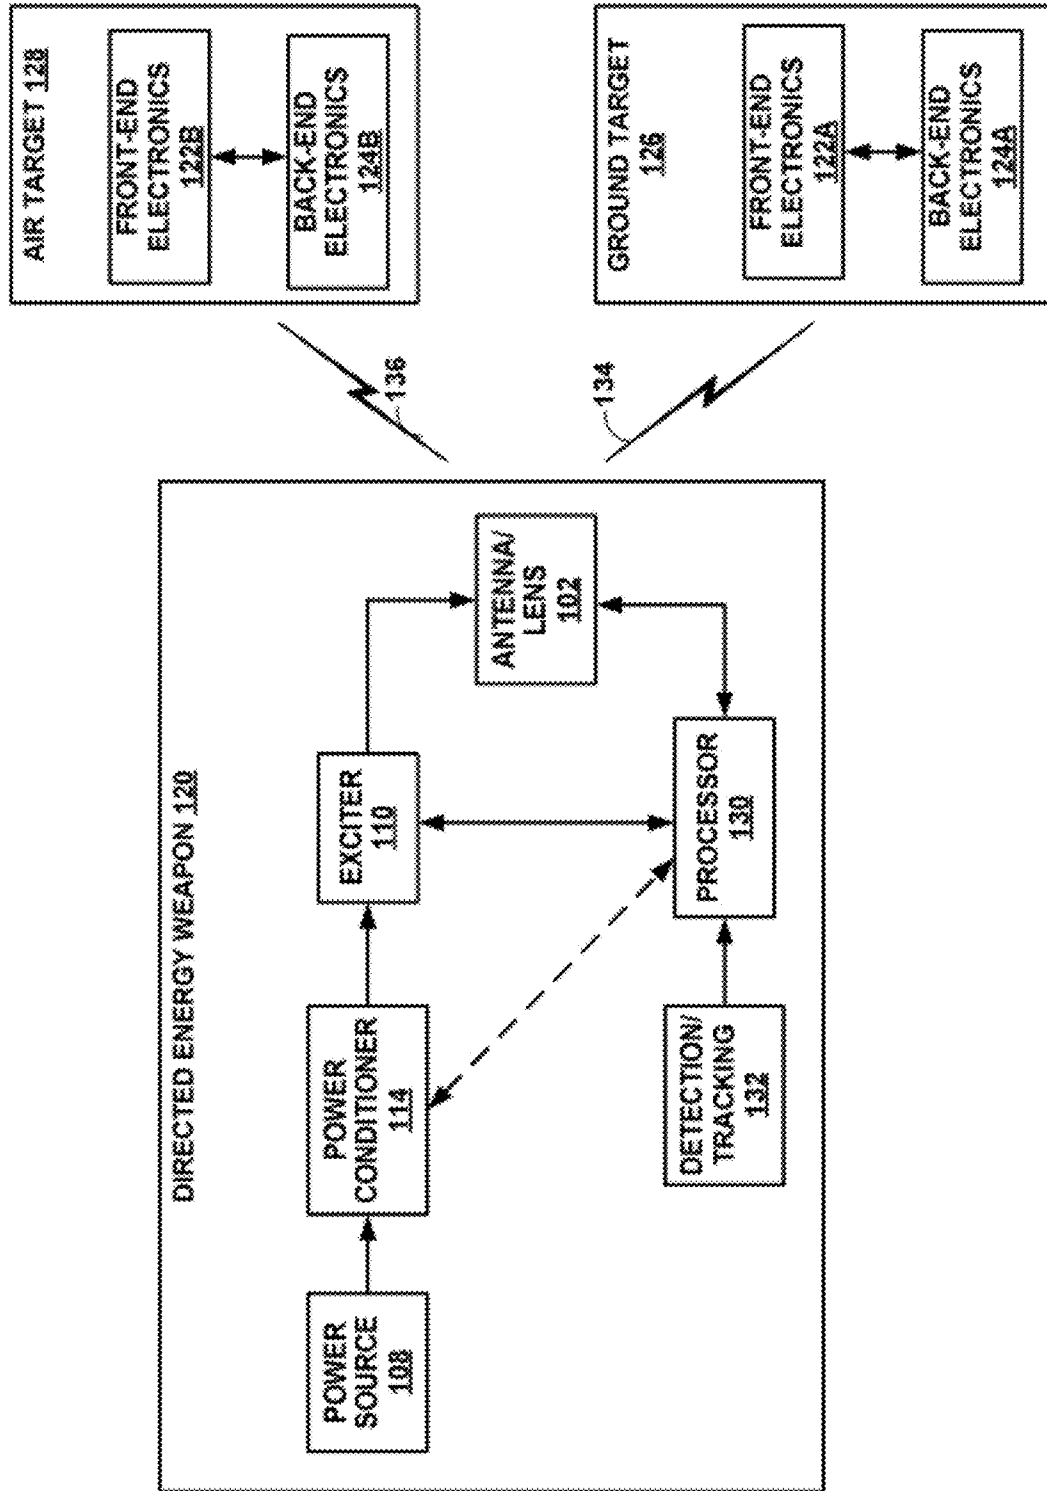 DIRECTED ENERGY WEAPON 120
POWER
SOURCE
108
POWER
CONDITIONER
114
EXCITER
110
ANTENNA/
LENS
102
DETECTION/
TRACKING
132
PROCESSOR
130
136
134
AIR TARGET 128
FRONT-END
ELECTRONICS
122B
BACK-END
ELECTRONICS
124B
GROUND TARGET
126
FRONT-END
ELECTRONICS
122A
BACK-END
ELECTRONICS
124A